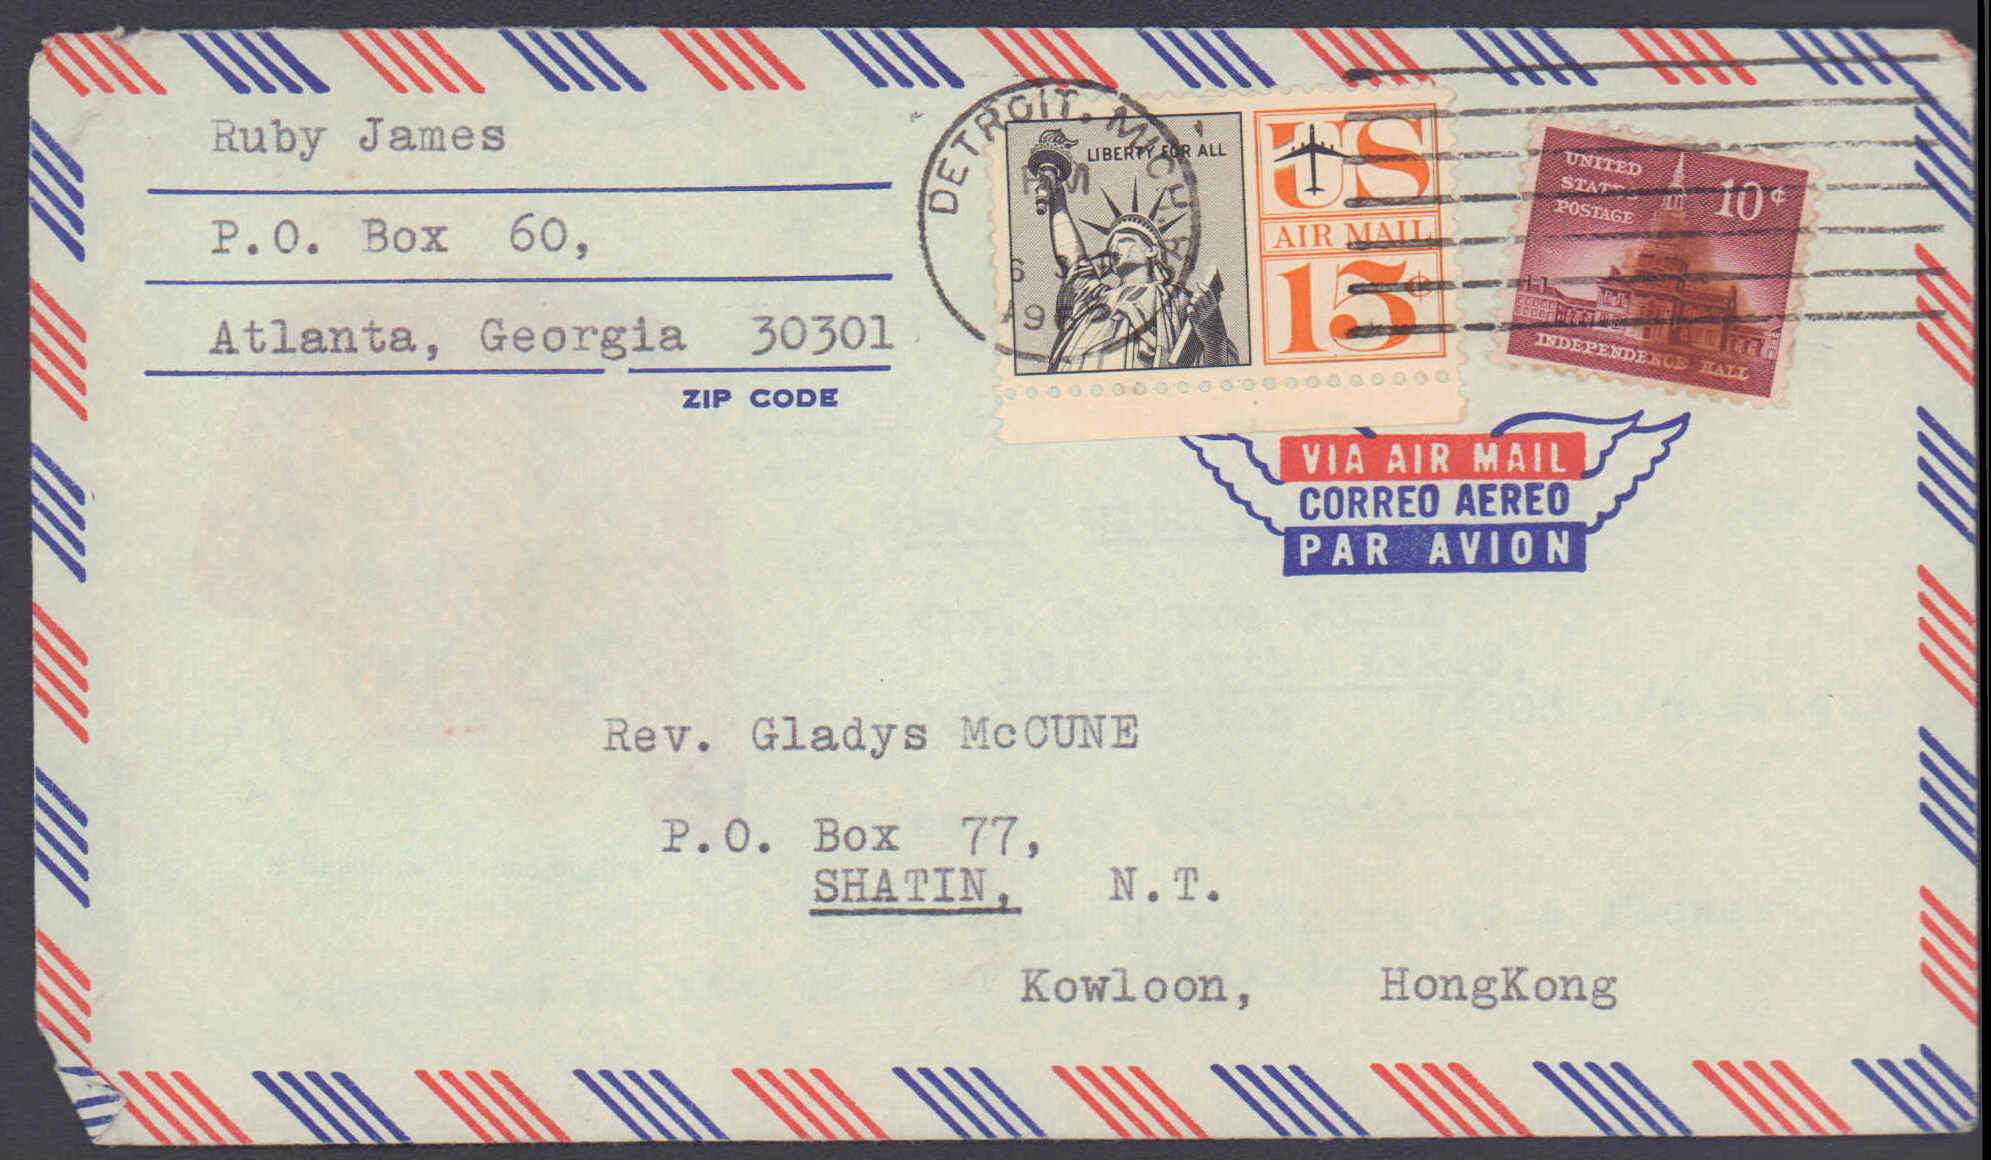 Ruby James
P.O. Box 60,
Atlanta, Georgia 30301
ZIP CODE
DETROIT, MICH.
PM
LIBERTY FOR ALL
US
AIR MAIL
15¢
UNITED
STATES
POSTAGE
10¢
INDEPENDENCE HALL
VIA AIR MAIL
CORREO AEREO
PAR AVION
Rev. Gladys McCUNE
P.O. Box 77,
SHATIN, N.T.
Kowloon, HongKong